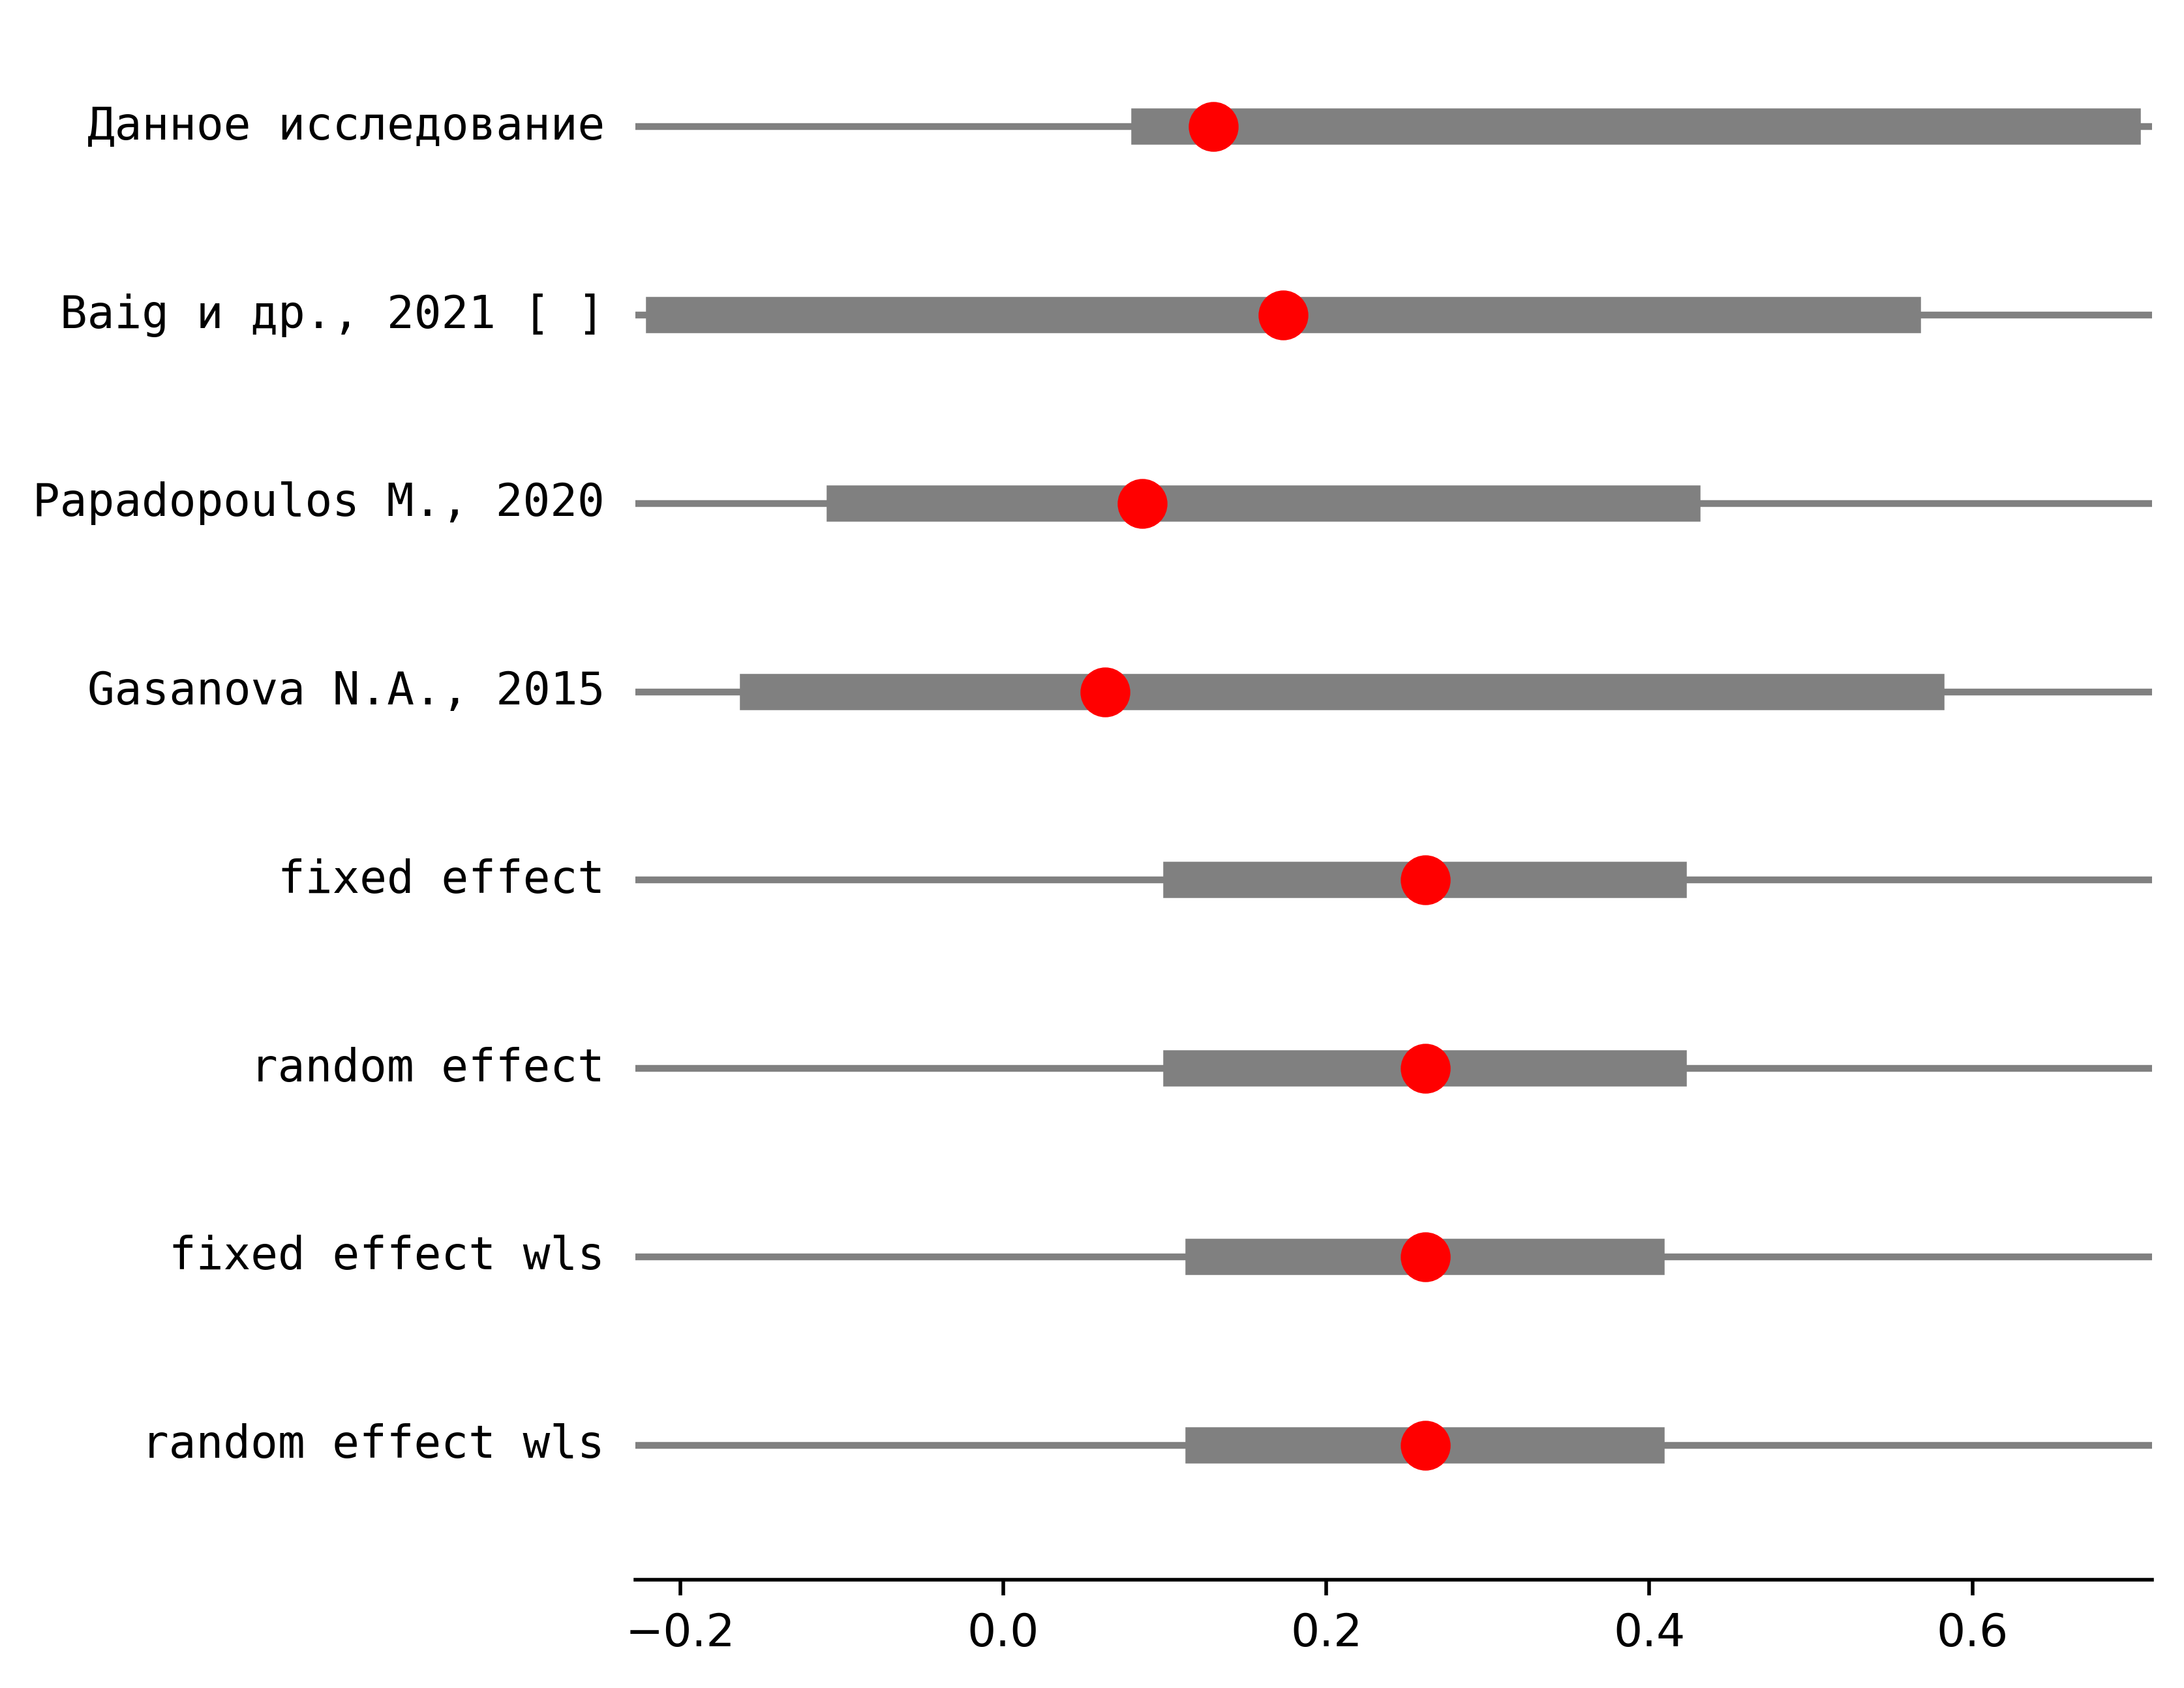 Данное исследование
Baig и др., 2021 [ ]
Papadopoulos M., 2020
Gasanova N.A., 2015
fixed effect
random effect
fixed effect wls
random effect wls
−0.2 0.0 0.2 0.4 0.6